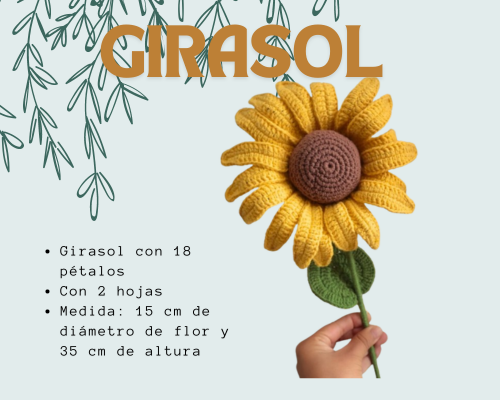 GIRASOL
• Girasol con 18
pétalos
• Con 2 hojas
• Medida: 15 cm de
diámetro de flor y
35 cm de altura